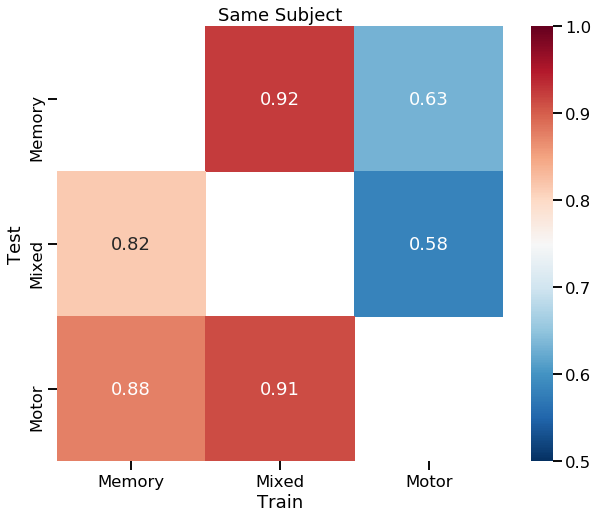 Same Subject
1.0
0.9
0.8
0.7
0.6
0.5
Test
Memory
Mixed
Motor
0.92 0.63
0.82 0.58
0.88 0.91
Memory Mixed Motor
Train